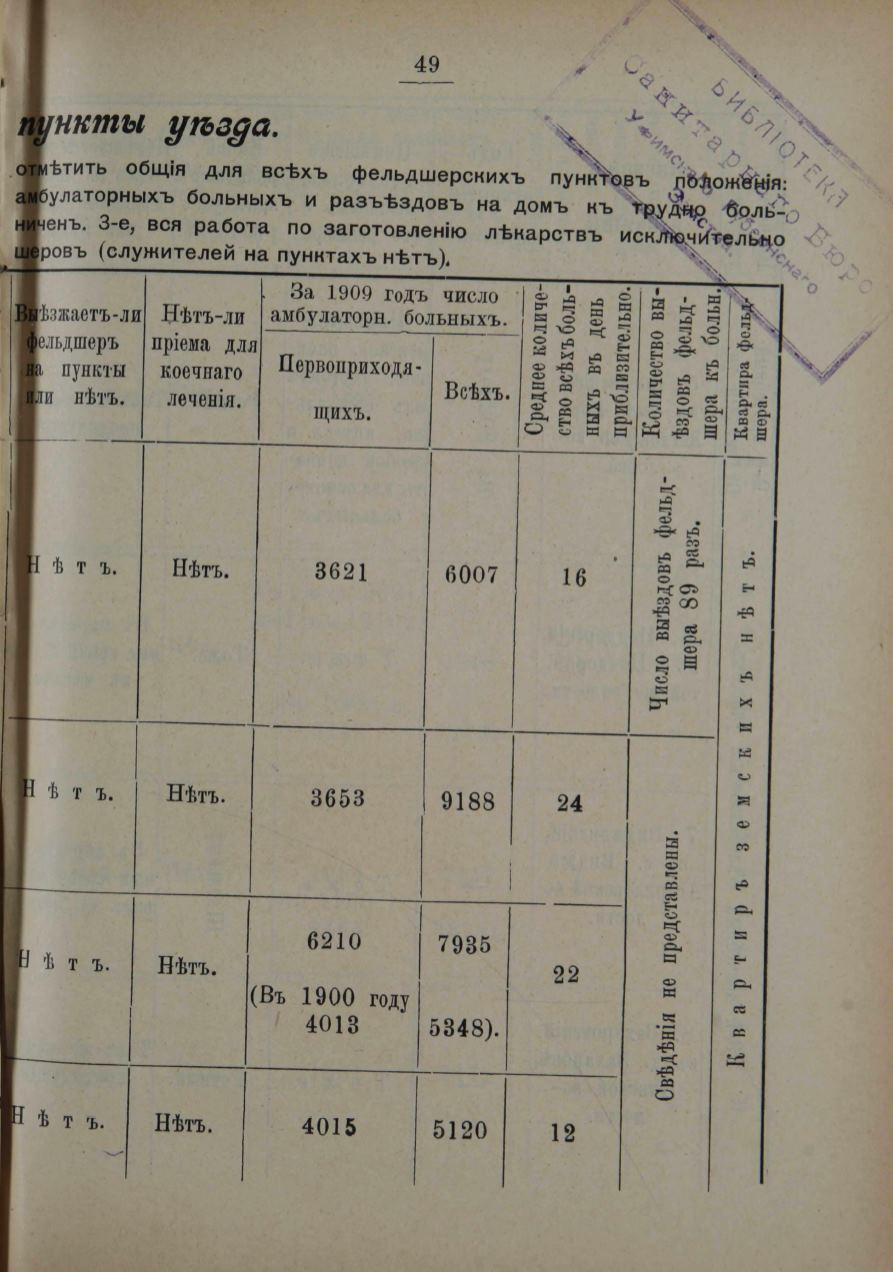 49
пункты уѣзда.
отмѣтить общія для всѣхъ фельдшерскихъ пунктовъ положенія:
амбулаторныхъ больныхъ и разъѣздовъ на домъ къ трудно боль-
ниченъ. 3-е, вся работа по заготовленію лѣкарствъ исключительно
шеровъ (служителей на пунктахъ нѣтъ).
БИБЛІОТЕКА
Санитарнаго Бюро
Выѣзжаетъ-ли
фельдшеръ
на пункты
или нѣтъ.
Нѣтъ-ли
пріема для
коечнаго
леченія.
За 1909 годъ число
амбулаторн. больныхъ.
Первоприходя-
щихъ.
Всѣхъ.
Среднее количе-
ство всѣхъ боль-
ныхъ въ день
приблизительно.
Количество вы-
ѣздовъ фельд-
шера къ больн.
Квартира фельд-
шера.
Нѣтъ.
Нѣтъ.
3621
6007
16
Число выѣздовъ фельд-
шера 89 разъ.
Квартиръ земскихъ нѣтъ.
Нѣтъ.
Нѣтъ.
3653
9188
24
Свѣдѣнія не представлены.
Нѣтъ.
Нѣтъ.
6210
7935
22
(Въ 1900 году
4013
5348).
Нѣтъ.
Нѣтъ.
4015
5120
12